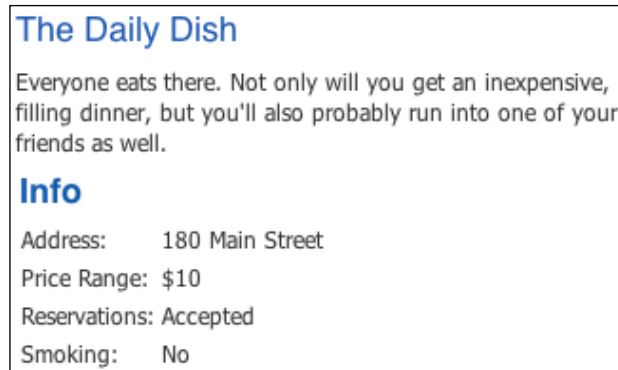 The Daily Dish
Everyone eats there. Not only will you get an inexpensive,
filling dinner, but you'll also probably run into one of your
friends as well.
Info
Address: 180 Main Street
Price Range: $10
Reservations: Accepted
Smoking: No